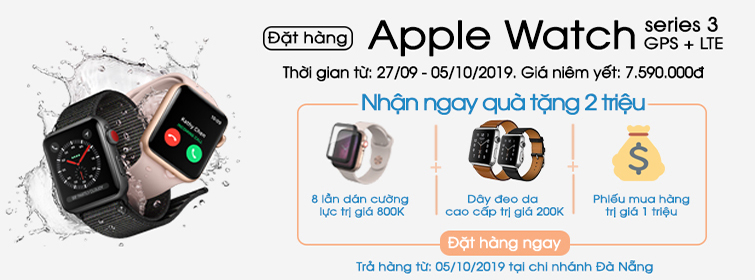 Đặt hàng
Apple Watch
series 3
GPS + LTE
Thời gian từ: 27/09 - 05/10/2019. Giá niêm yết: 7.590.000đ
Nhận ngay quà tặng 2 triệu
8 lần dán cường
lực trị giá 800K
+
Dây đeo da
cao cấp trị giá 200K
+
$
Phiếu mua hàng
trị giá 1 triệu
Đặt hàng ngay
Trả hàng từ: 05/10/2019 tại chi nhánh Đà Nẵng
Kathy Chen